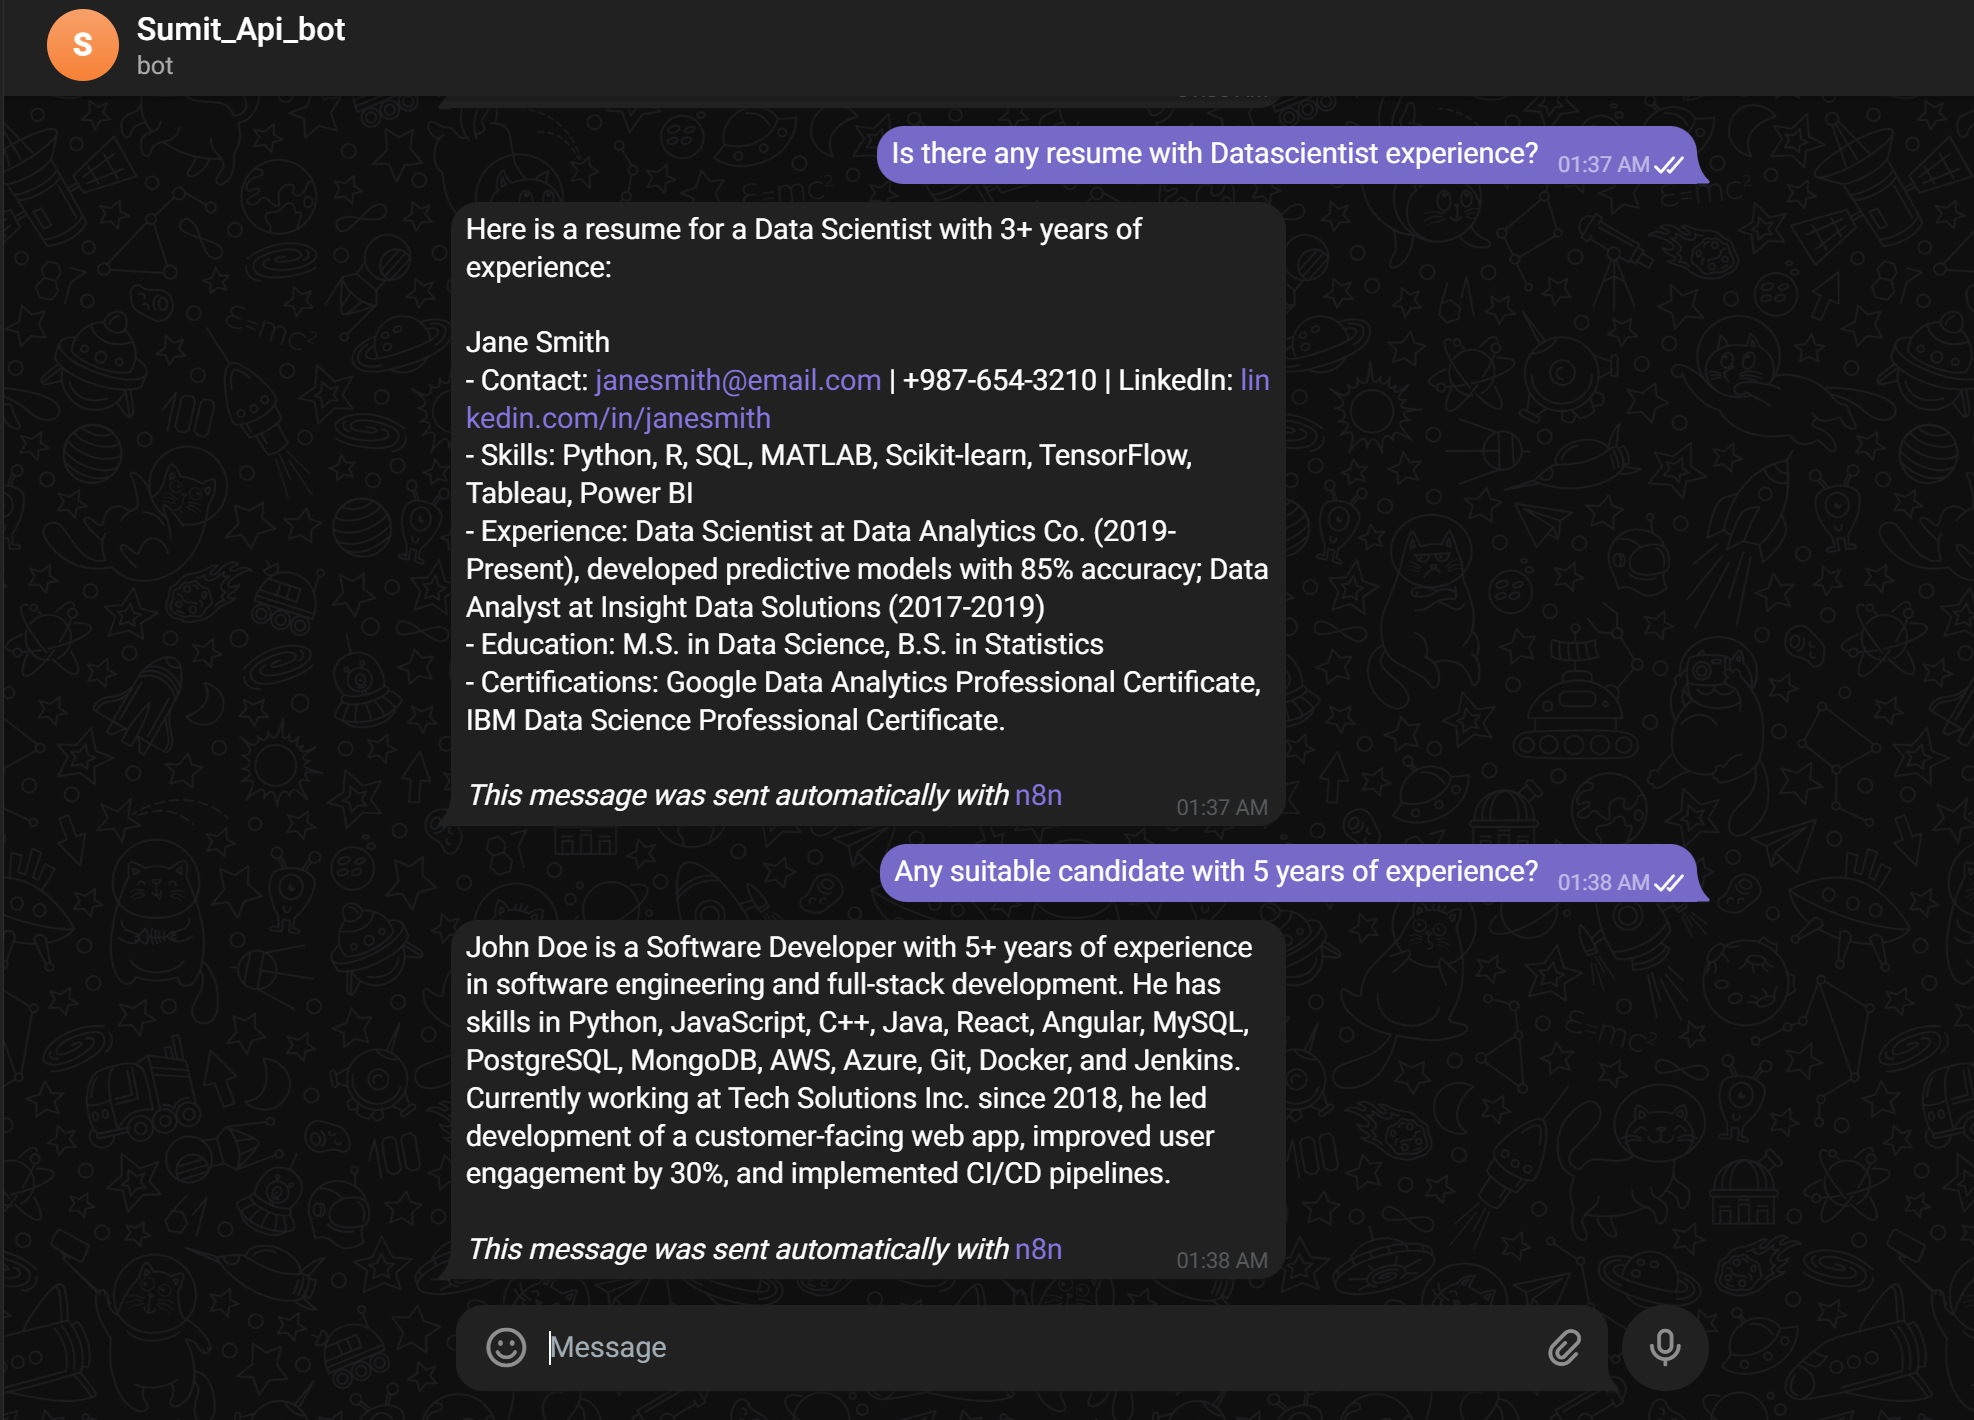 S
Sumit_Api_bot
bot
Is there any resume with Datascientist experience? 01:37 AM
Here is a resume for a Data Scientist with 3+ years of
experience:
Jane Smith
- Contact: janesmith@email.com | +987-654-3210 | LinkedIn: lin
kedin.com/in/janesmith
- Skills: Python, R, SQL, MATLAB, Scikit-learn, TensorFlow,
Tableau, Power BI
- Experience: Data Scientist at Data Analytics Co. (2019-
Present), developed predictive models with 85% accuracy; Data
Analyst at Insight Data Solutions (2017-2019)
- Education: M.S. in Data Science, B.S. in Statistics
- Certifications: Google Data Analytics Professional Certificate,
IBM Data Science Professional Certificate.
This message was sent automatically with n8n
01:37 AM
Any suitable candidate with 5 years of experience? 01:38 AM
John Doe is a Software Developer with 5+ years of experience
in software engineering and full-stack development. He has
skills in Python, JavaScript, C++, Java, React, Angular, MySQL,
PostgreSQL, MongoDB, AWS, Azure, Git, Docker, and Jenkins.
Currently working at Tech Solutions Inc. since 2018, he led
development of a customer-facing web app, improved user
engagement by 30%, and implemented CI/CD pipelines.
This message was sent automatically with n8n
01:38 AM
Message